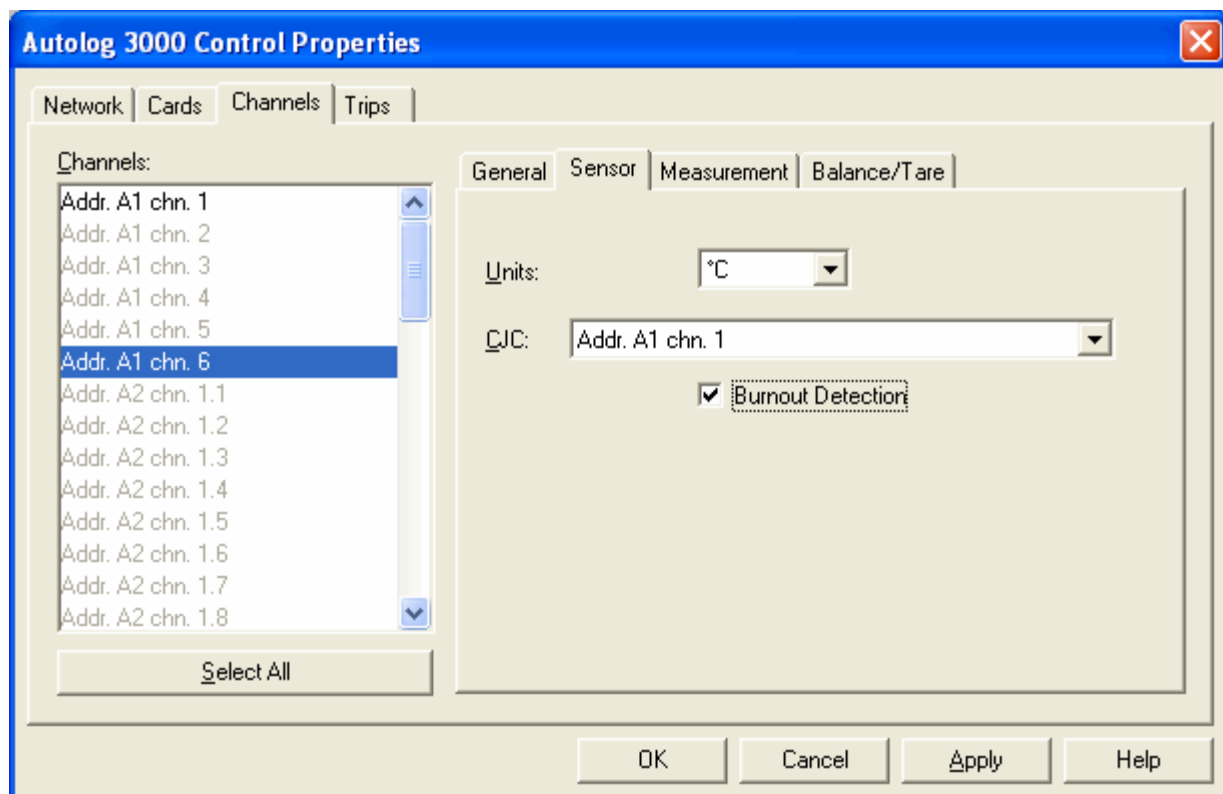 Autolog 3000 Control Properties
Network Cards Channels Trips
Channels:
Addr. A1 chn. 1
Addr. A1 chn. 2
Addr. A1 chn. 3
Addr. A1 chn. 4
Addr. A1 chn. 5
Addr. A1 chn. 6
Addr. A2 chn. 1.1
Addr. A2 chn. 1.2
Addr. A2 chn. 1.3
Addr. A2 chn. 1.4
Addr. A2 chn. 1.5
Addr. A2 chn. 1.6
Addr. A2 chn. 1.7
Addr. A2 chn. 1.8
Select All
General Sensor Measurement Balance/Tare
Units: °C
CJC: Addr. A1 chn. 1
Burnout Detection
OK Cancel Apply Help